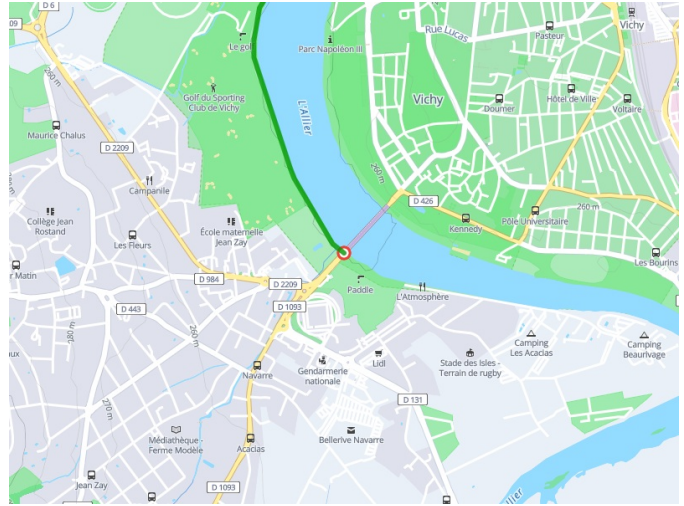 D 6
09
Le golf
Parc Napoléon III
Rue Lucas
Pasteur
Vichy
260 m
Golf du Sporting
Club de Vichy
L'Allier
Vichy
Dournier
Hôtel de Ville
Voltaire
Maurice Chalus
D 2209
260 m
Campanile
D 426
260 m
Collège Jean
Rostand
École maternelle
Jean Zay
Kennedy
Pôle Universitaire
Les Fleurs
Les Bourins
Matin
D 984
D 2209
Paddle
L'Atmosphère
D 443
D 1093
260 m
280 m
Camping
Les Acacias
Camping
Beaurivage
Gendarmerie
nationale
Lidl
Stade des Isles -
Terrain de rugby
Navarre
270 m
D 131
Médiathèque -
Ferme Modèle
Bellerive Navarre
Acacias
Jean Zay
D 1093